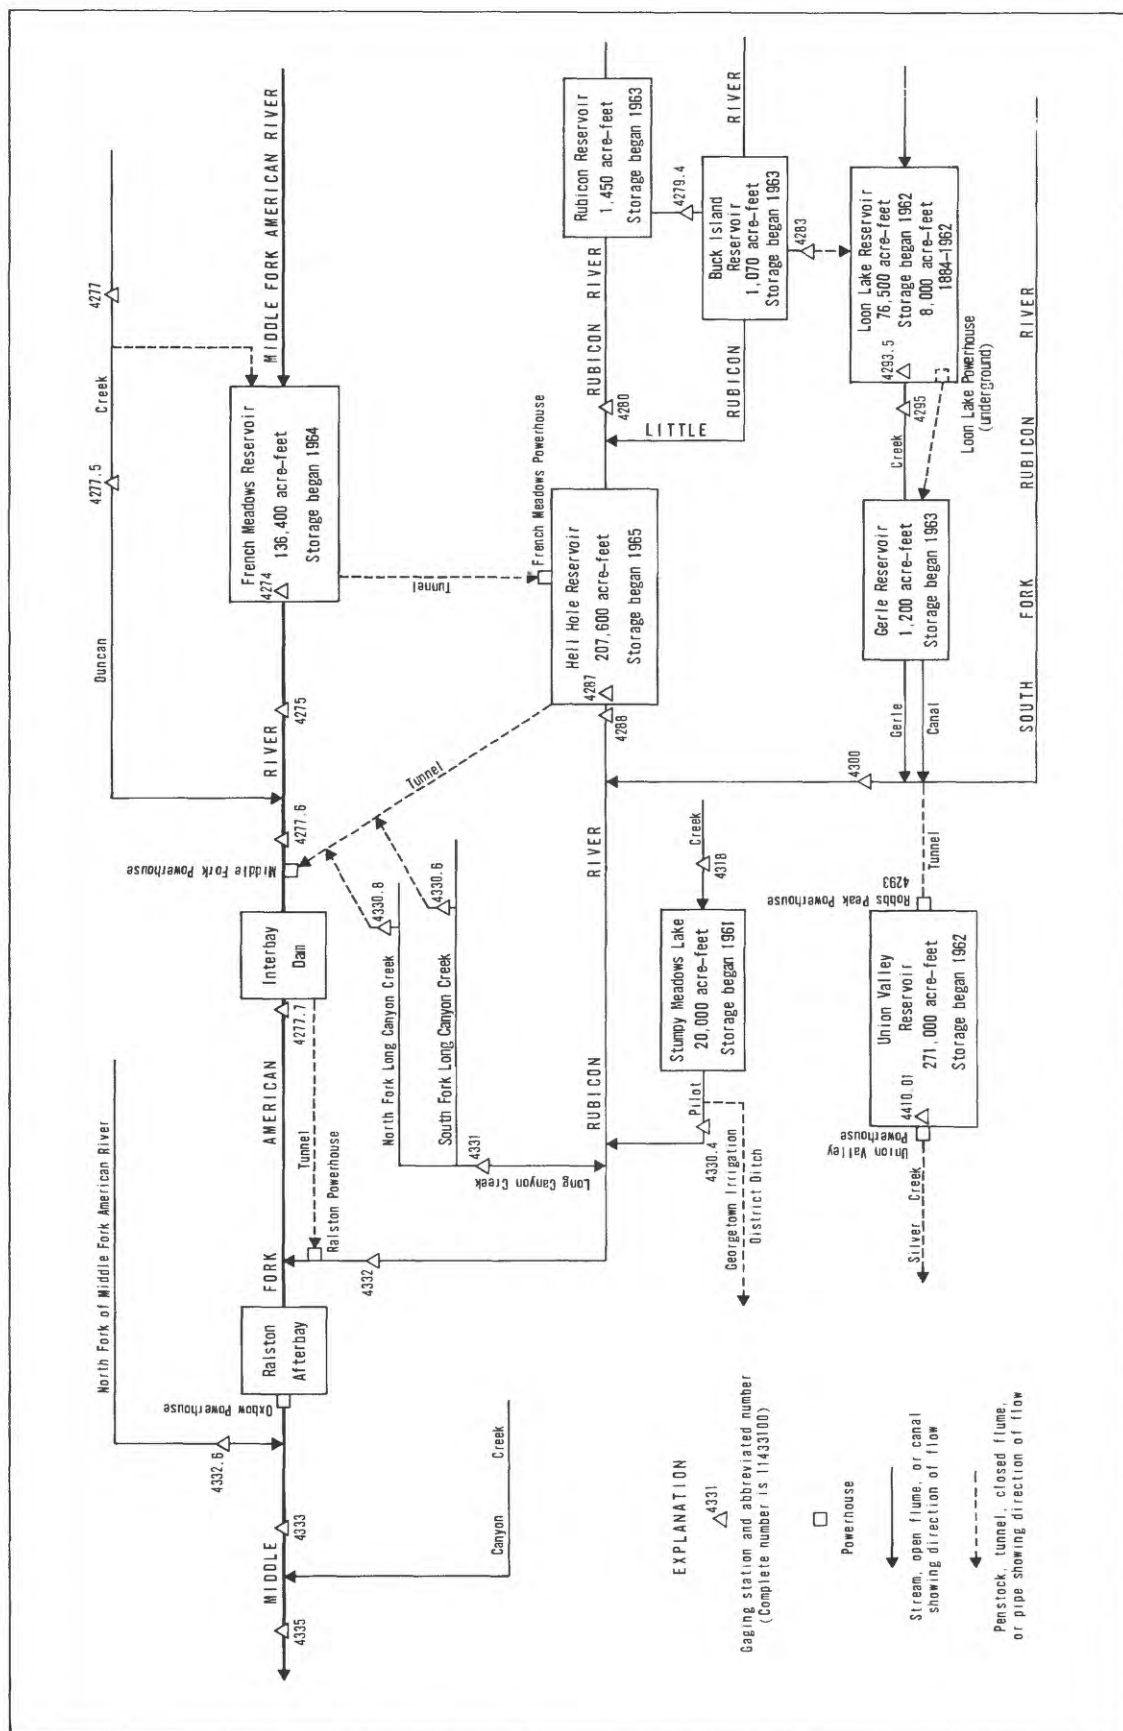 North Fork of Middle Fork American River
4332.6
4335
MIDDLE
4333
Oxbow Powerhouse
Ralston
Afterbay
FORK
AMERICAN
4277.7
Interbay
Dam
Middle Fork Powerhouse
4277.6
RIVER
4275
4274
French Meadows Reservoir
136,400 acre-feet
Storage began 1964
MIDDLE FORK AMERICAN RIVER
Duncan
4277.5
Creek
4277
Canyon
Creek
Tunnel
Ralston Powerhouse
4332
North Fork Long Canyon Creek
4330.8
South Fork Long Canyon Creek
4330.6
4331
Long Canyon Creek
Tunnel
Tunnel
French Meadows Powerhouse
RUBICON
RIVER
4288
4287
Hell Hole Reservoir
207,600 acre-feet
Storage began 1965
4280
RUBICON RIVER
Rubicon Reservoir
1,450 acre-feet
Storage began 1963
LITTLE
RUBICON
4279.4
Buck Island
Reservoir
1,070 acre-feet
Storage began 1963
RIVER
4283
Georgetown Irrigation
District Ditch
4330.4
Pilot
Stumpy Meadows Lake
20,000 acre-feet
Storage began 1961
4318
Creek
4300
Silver Creek
Union Valley
Powerhouse
4410.01
Union Valley
Reservoir
271,000 acre-feet
Storage began 1962
Robbs Peak Powerhouse
4293
Tunnel
Gerle
Canal
Gerle Reservoir
1,200 acre-feet
Storage began 1963
Creek
4295
4293.5
Loon Lake Reservoir
76,500 acre-feet
Storage began 1962
8,000 acre-feet
1884-1962
Loon Lake Powerhouse
(underground)
SOUTH FORK RUBICON RIVER
EXPLANATION
4331
Gaging station and abbreviated number
(Complete number is 11433100)
Powerhouse
Stream, open flume, or canal
showing direction of flow
Penstock, tunnel, closed flume,
or pipe showing direction of flow